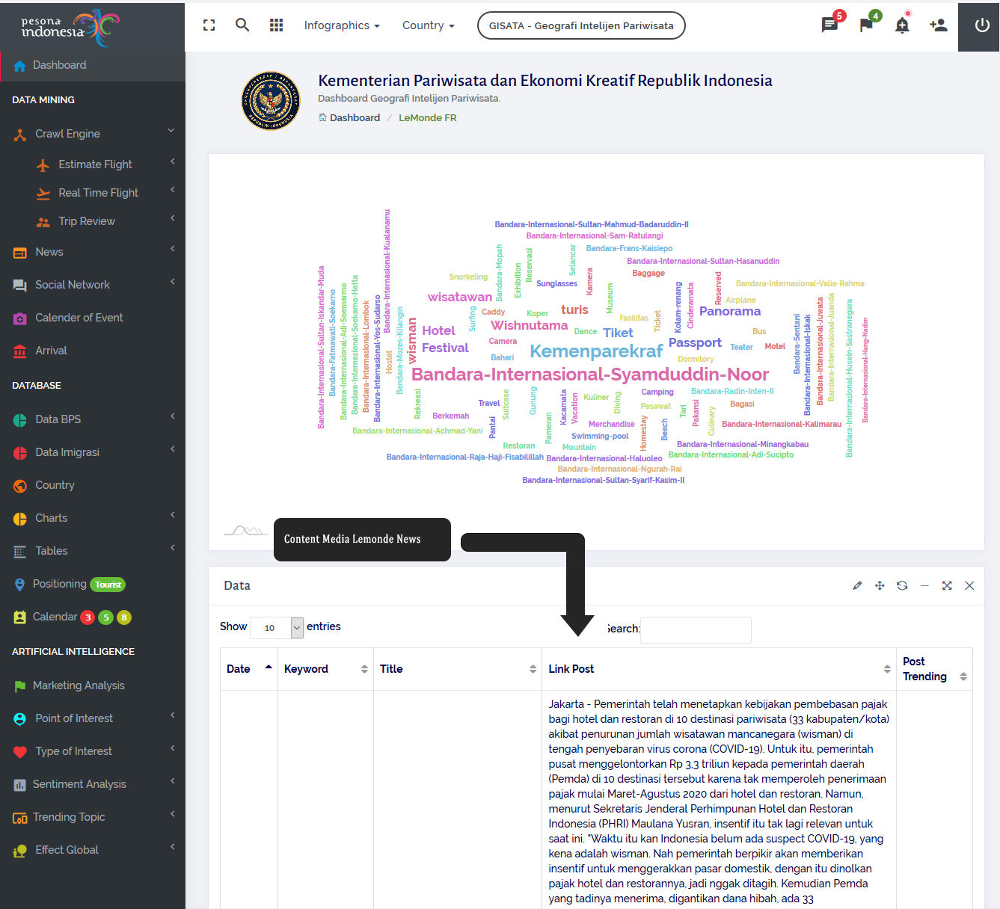 pesona
indonesia
Infographics
Country
GISATA - Geografi Intelijen Pariwisata
5
4
Dashboard
DATA MINING
Crawl Engine
Estimate Flight
Real Time Flight
Trip Review
News
Social Network
Calender of Event
Arrival
DATABASE
Data BPS
Data Imigrasi
Country
Charts
Tables
Positioning Tourist
Calendar 3 5 8
ARTIFICIAL INTELLIGENCE
Marketing Analysis
Point of Interest
Type of Interest
Sentiment Analysis
Trending Topic
Effect Global
Kementerian Pariwisata dan Ekonomi Kreatif Republik Indonesia
Dashboard Geografi Intelijen Pariwisata.
Dashboard / LeMonde FR
REPUBLIK INDONESIA
Bandara-Internasional-Sultan-Mahmud-Badaruddin-II
Bandara-Internasional-Sam-Ratulangi
Bandara-Frans-Kaisiepo
Bandara-Internasional-Sultan-Hasanuddin
Bandara-Internasional-Kualanamu
Bandara-Mopah
Exhibition
Reservasi
Selancar
Kamera
Baggage
Snorkeling
Sunglasses
Museum
Kolam-renang
Cinderamata
Reserved
Bandara-Internasional-Valia-Rahma
Airplane
Bandara-Internasional-Sultan-Iskandar-Muda
Bandara-Fatmawati-Soekarno
Bandara-Internasional-Adi-Soemarno
Bandara-Internasional-Soekarno-Hatta
Bandara-Internasional-Lombok
Bandara-Internasional-Yos-Sudarso
Hostel
Bandara-Mozes-Kilangin
wisman
wisatawan
Surfing
Caddy
Koper
turis
Fasilitas
Ticket
Panorama
Hotel
Wishnutama
Dance
Tiket
Bus
Festival
Camera
Passport
Teater
Motel
Bahari
Kemenparekraf
Dormitory
Bandara-Internasional-Syamduddin-Noor
Bandara-Sentani
Bandara-Internasional-Iskak
Bandara-Internasional-Juwata
Bandara-Internasional-Juanda
Bandara-Internasional-Husein-Sastranegara
Bandara-Internasional-Hang-Nadim
Rekreasi
Berkemah
Travel
Pantai
Suitcase
Gunung
Pameran
Kacamata
Vacation
Kuliner
Diving
Camping
Pesawat
Bandara-Radin-Inten-II
Tari
Pakansi
Culinary
Bagasi
Bandara-Internasional-Achmad-Yani
Merchandise
Homestay
Beach
Bandara-Internasional-Kalimarau
Swimming-pool
Restoran
Mountain
Bandara-Internasional-Minangkabau
Bandara-Internasional-Raja-Haji-Fisabilillah
Bandara-Internasional-Haluoleo
Bandara-Internasional-Adi-Sucipto
Bandara-Internasional-Ngurah-Rai
Bandara-Internasional-Sultan-Syarif-Kasim-II
Content Media Lemonde News
Data
Show 10 entries
Search:
Date
Keyword
Title
Link Post
Post
Trending
Jakarta - Pemerintah telah menetapkan kebijakan pembebasan pajak
bagi hotel dan restoran di 10 destinasi pariwisata (33 kabupaten/kota)
akibat penurunan jumlah wisatawan mancanegara (wisman) di
tengah penyebaran virus corona (COVID-19). Untuk itu, pemerintah
pusat menggelontorkan Rp 3,3 triliun kepada pemerintah daerah
(Pemda) di 10 destinasi tersebut karena tak memperoleh penerimaan
pajak mulai Maret-Agustus 2020 dari hotel dan restoran. Namun,
menurut Sekretaris Jenderal Perhimpunan Hotel dan Restoran
Indonesia (PHRI) Maulana Yusran, insentif itu tak lagi relevan untuk
saat ini. "Waktu itu kan Indonesia belum ada suspect COVID-19, yang
kena adalah wisman. Nah pemerintah berpikir akan memberikan
insentif untuk menggerakkan pasar domestik, dengan itu dinolkan
pajak hotel dan restorannya, jadi nggak ditagih. Kemudian Pemda
yang tadinya menerima, digantikan dana hibah, ada 33